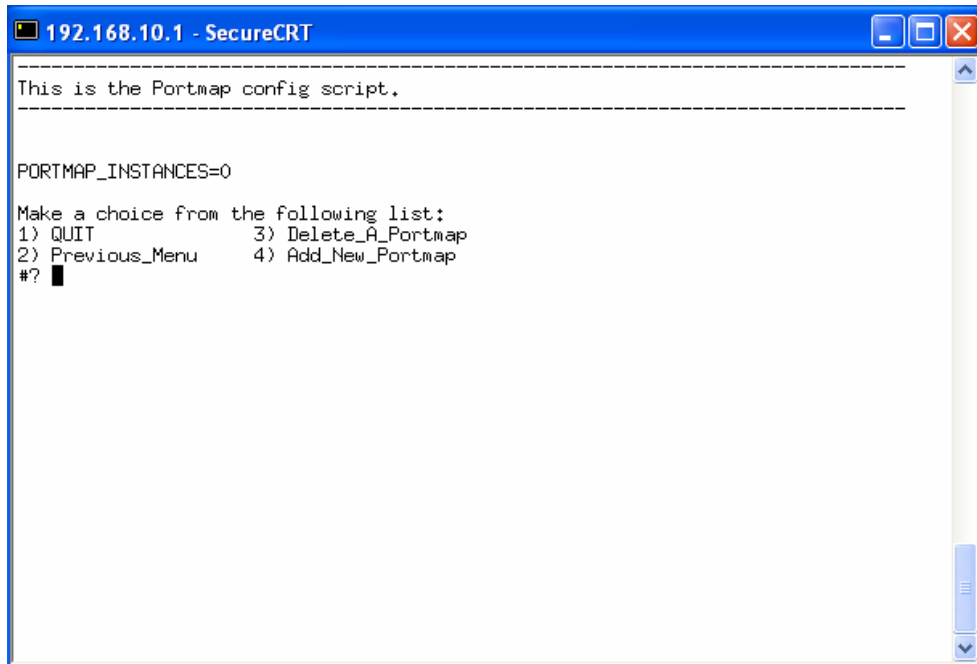 192.168.10.1 - SecureCRT
--------------------------------------------------------------------------------
This is the Portmap config script.
--------------------------------------------------------------------------------
PORTMAP_INSTANCES=0
Make a choice from the following list:
1) QUIT               3) Delete_A_Portmap
2) Previous_Menu      4) Add_New_Portmap
#?